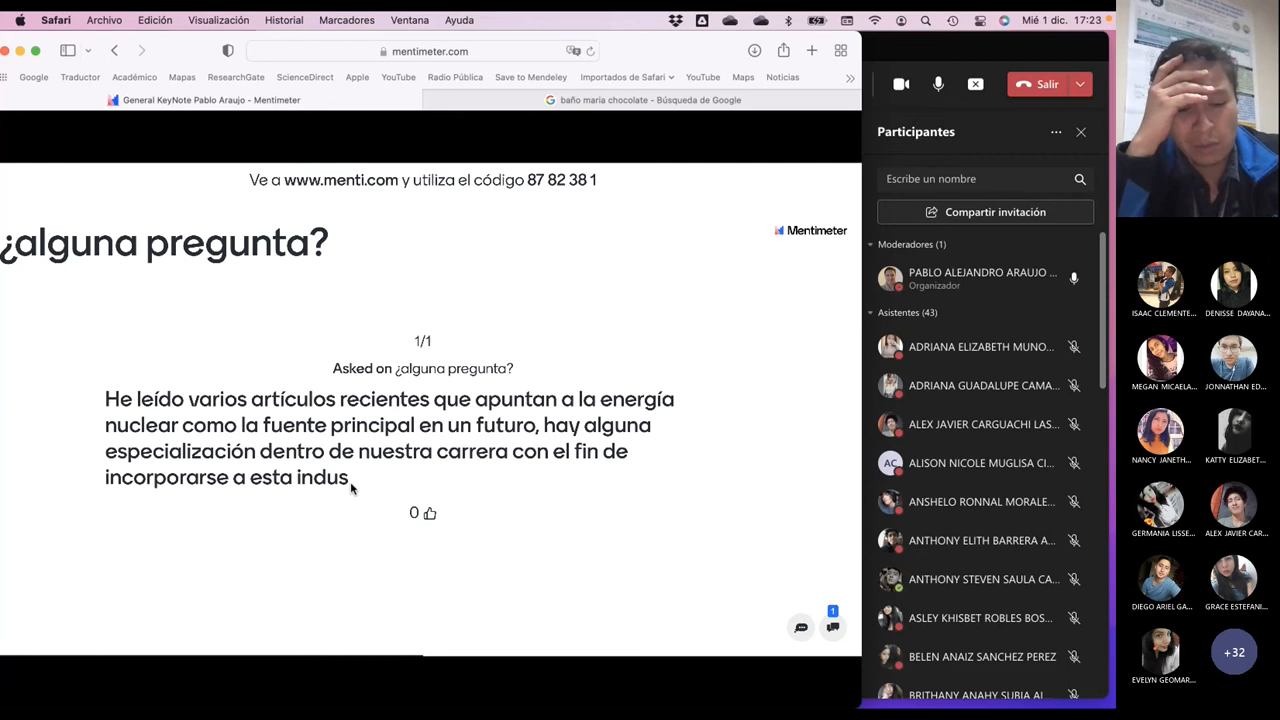 Safari Archivo Edición Visualización Historial Marcadores Ventana Ayuda Mié 1 dic. 17:23
mentimeter.com
Google Traductor Académico Mapas ResearchGate ScienceDirect Apple YouTube Radio Pública Save to Mendeley Importados de Safari YouTube Maps Noticias
General KeyNote Pablo Araujo - Mentimeter
baño maria chocolate - Búsqueda de Google
Ve a www.menti.com y utiliza el código 87 82 38 1
¿alguna pregunta?
Mentimeter
1/1
Asked on ¿alguna pregunta?
He leído varios artículos recientes que apuntan a la energía
nuclear como la fuente principal en un futuro, hay alguna
especialización dentro de nuestra carrera con el fin de
incorporarse a esta indus
0
1
Salir
Participantes
Escribe un nombre
Compartir invitación
Moderadores (1)
PABLO ALEJANDRO ARAUJO ...
Organizador
Asistentes (43)
ADRIANA ELIZABETH MUNO...
ADRIANA GUADALUPE CAMA...
ALEX JAVIER CARGUACHI LAS...
AC
ALISON NICOLE MUGLISA CI...
ANSHELO RONNAL MORALE...
ANTHONY ELITH BARRERA A...
ANTHONY STEVEN SAULA CA...
ASLEY KHISBET ROBLES BOS...
BELEN ANAIZ SANCHEZ PEREZ
BRITHANY ANAHY SUBIA AL...
ISAAC CLEMENTE...
DENISSE DAYANA...
MEGAN MICAELA...
JONNATHAN ED...
NANCY JANETH...
KATTY ELIZABET...
GERMANIA LISSE...
ALEX JAVIER CAR...
DIEGO ARIEL GA...
GRACE ESTEFANI...
EVELYN GEOMAR...
+32